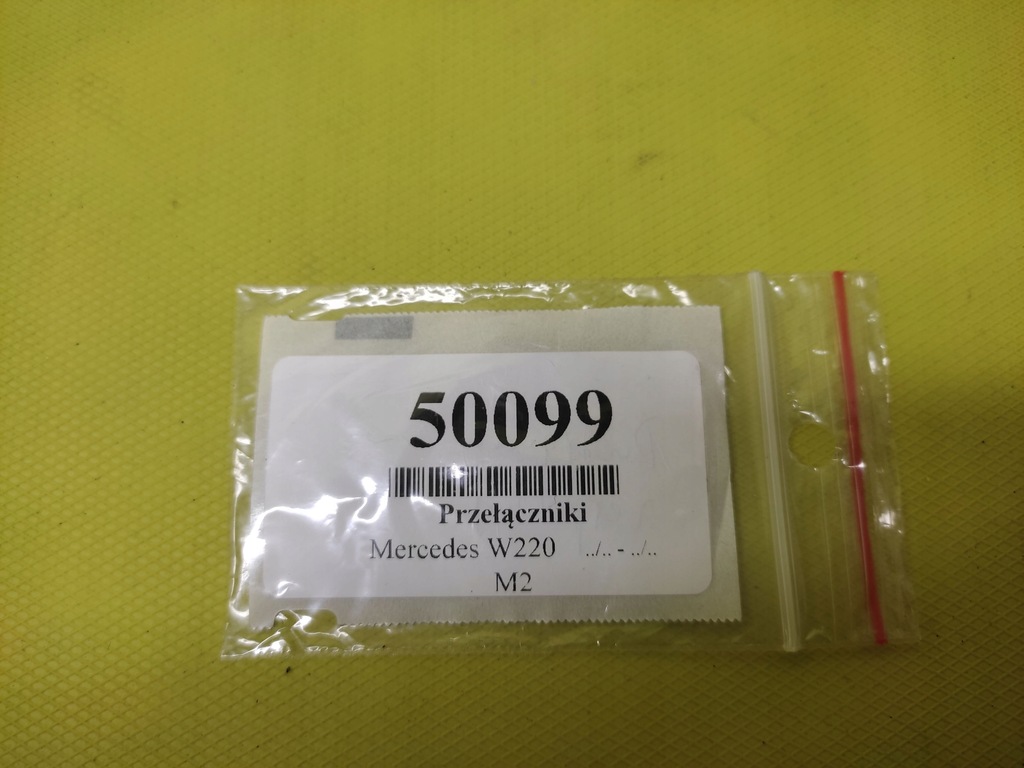 50099
Przełączniki
Mercedes W220 ../.. - ../..
M2